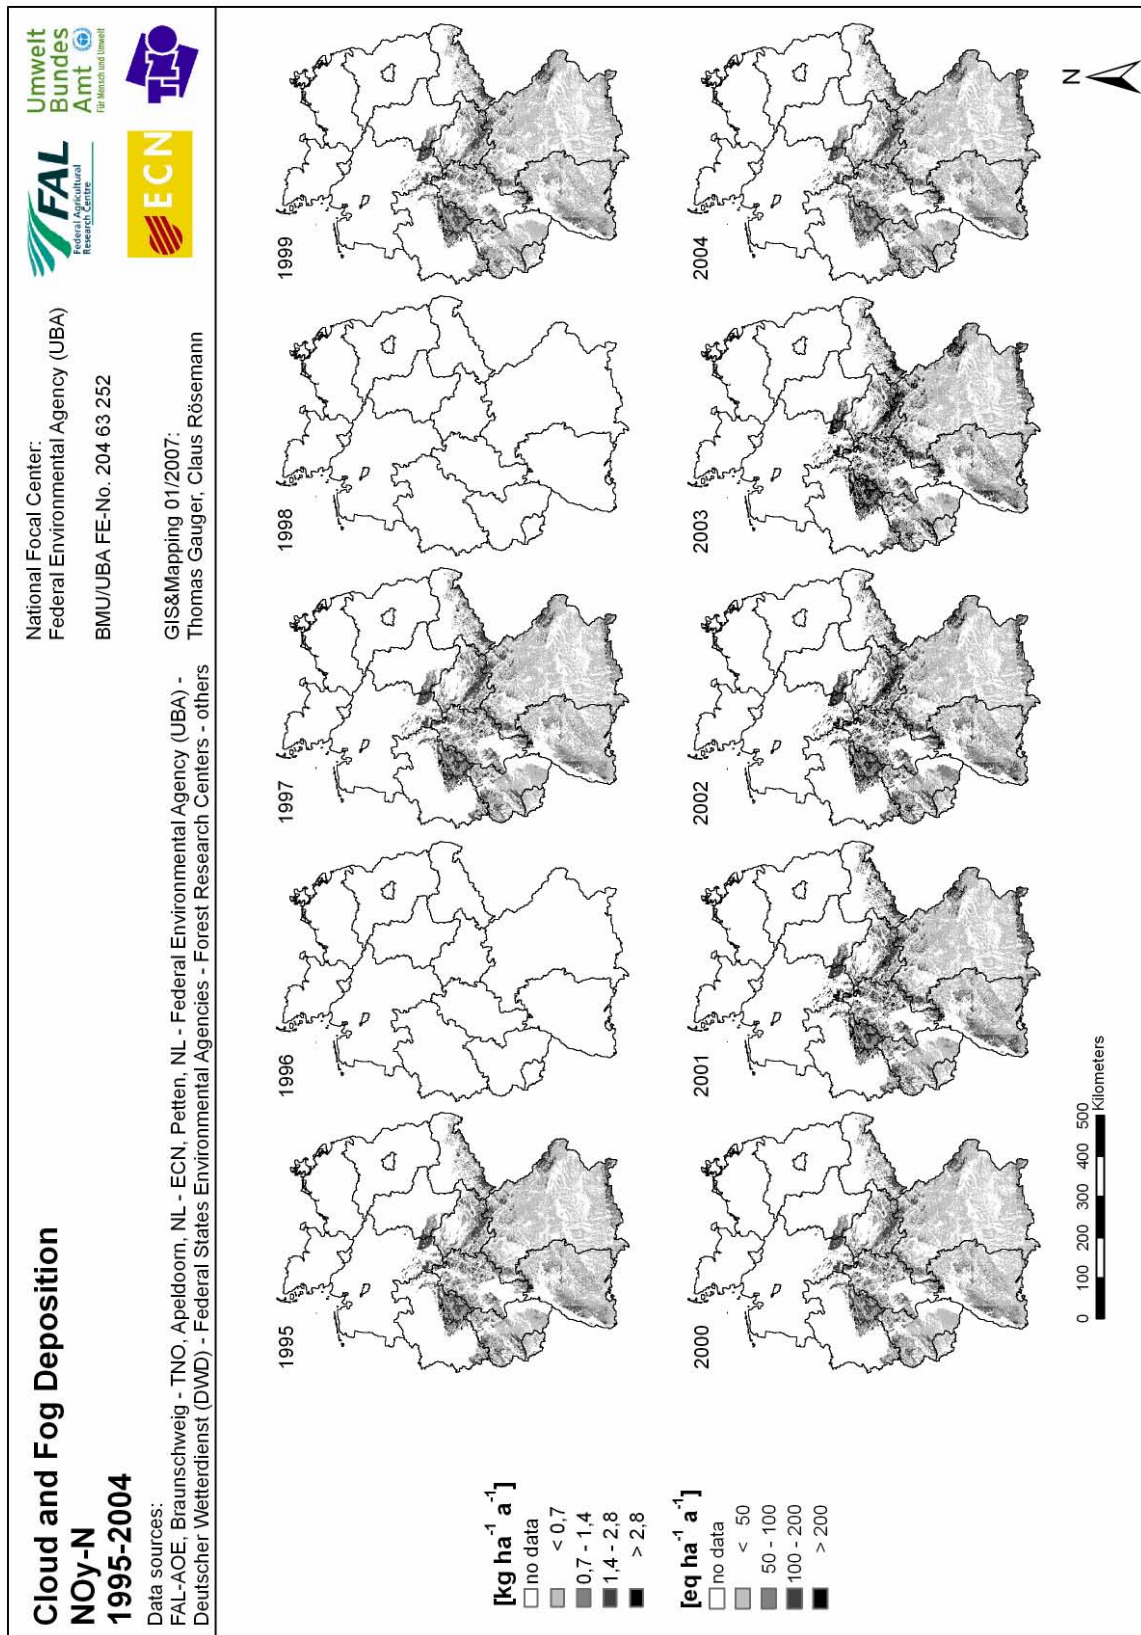 Cloud and Fog Deposition
NOy-N
1995-2004
Data sources:
FAL-AOE, Braunschweig - TNO, Apeldoorn, NL - ECN, Petten, NL - Federal Environmental Agency (UBA) -
Deutscher Wetterdienst (DWD) - Federal States Environmental Agencies - Forest Research Centers - others
National Focal Center:
Federal Environmental Agency (UBA)
BMU/UBA FE-No. 204 63 252
GIS&Mapping 01/2007:
Thomas Gauger, Claus Rösemann
FAL
Federal Agricultural
Research Centre
Umwelt
Bundes
Amt
Für Mensch und Umwelt
ECN
TNO
[kg ha⁻¹ a⁻¹]
no data
< 0,7
0,7 - 1,4
1,4 - 2,8
> 2,8
[eq ha⁻¹ a⁻¹]
no data
< 50
50 - 100
100 - 200
> 200
1995
1996
1997
1998
1999
2000
2001
2002
2003
2004
0 100 200 300 400 500
Kilometers
N